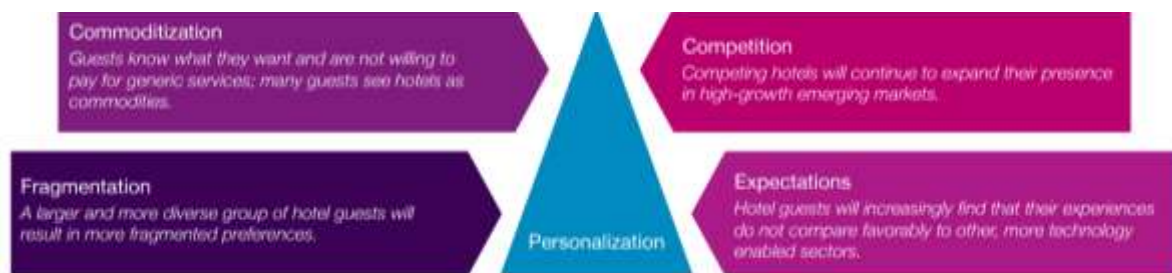 Commoditization
Guests know what they want and are not willing to
pay for generic services; many guests see hotels as
commodities.
Competition
Competing hotels will continue to expand their presence
in high-growth emerging markets.
Fragmentation
A larger and more diverse group of hotel guests will
result in more fragmented preferences.
Personalization
Expectations
Hotel guests will increasingly find that their experiences
do not compare favorably to other, more technology
enabled sectors.